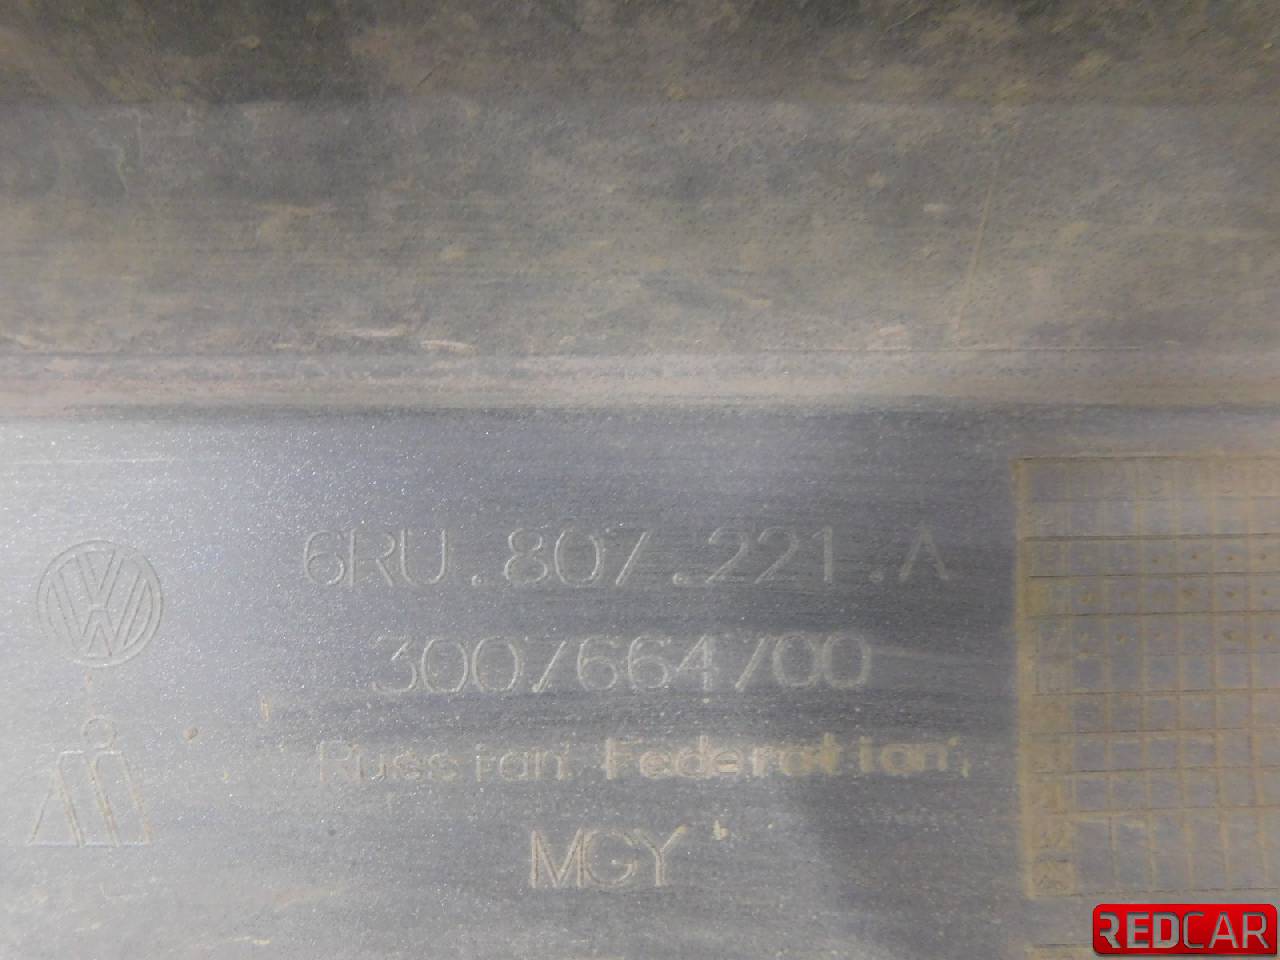 6RU.807.221.A
300/664/00
Russian Federation
MGY
REDCAR